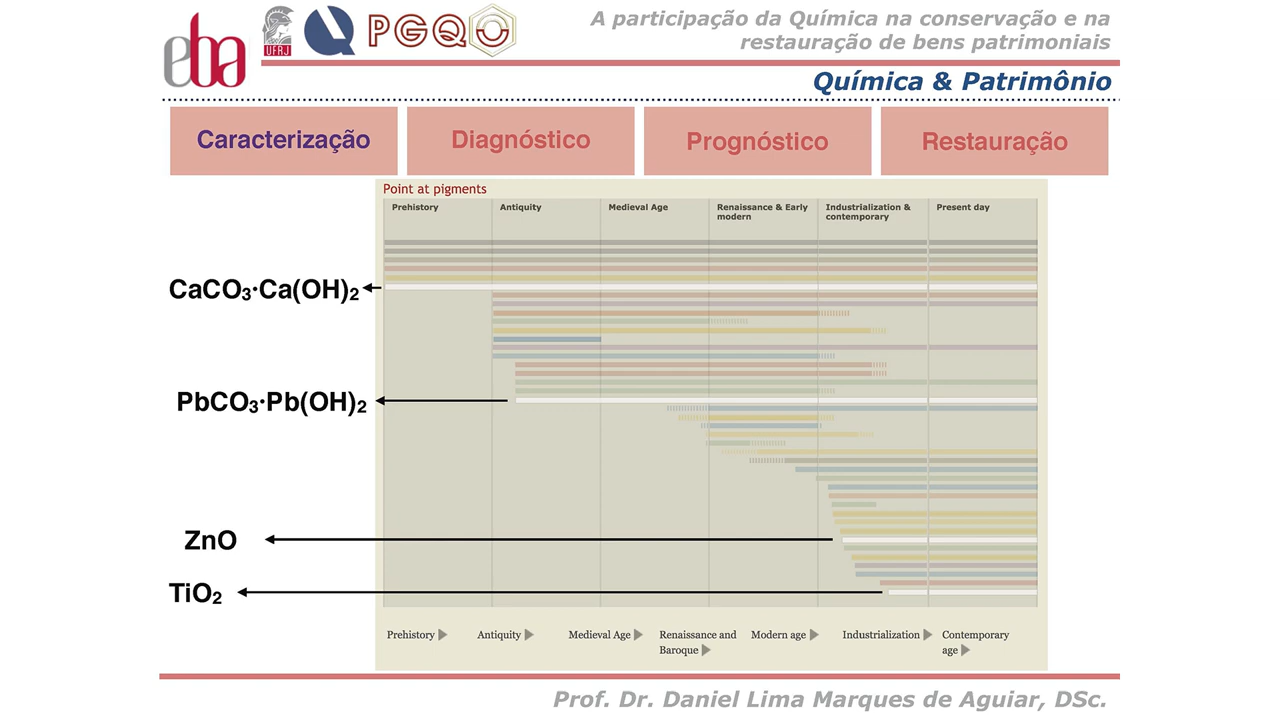 eba
UFRJ
PGQ
A participação da Química na conservação e na
restauração de bens patrimoniais
Química & Patrimônio
Caracterização
Diagnóstico
Prognóstico
Restauração
Point at pigments
Prehistory
Antiquity
Medieval Age
Renaissance & Early
modern
Industrialization &
contemporary
Present day
CaCO₃·Ca(OH)₂
PbCO₃·Pb(OH)₂
ZnO
TiO₂
Prehistory
Antiquity
Medieval Age
Renaissance and
Baroque
Modern age
Industrialization
Contemporary
age
Prof. Dr. Daniel Lima Marques de Aguiar, DSc.